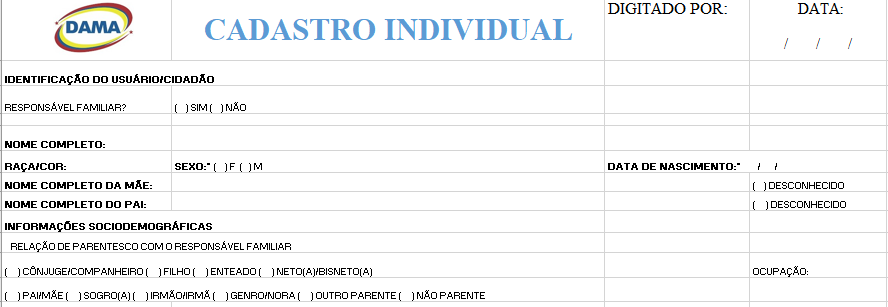 DAMA
CADASTRO INDIVIDUAL
DIGITADO POR: DATA:
/ / /
IDENTIFICAÇÃO DO USUÁRIO/CIDADÃO
RESPONSÁVEL FAMILIAR? ( ) SIM ( ) NÃO
NOME COMPLETO:
RAÇA/COR: SEXO:* ( ) F ( ) M DATA DE NASCIMENTO:* / /
NOME COMPLETO DA MÃE: ( ) DESCONHECIDO
NOME COMPLETO DO PAI: ( ) DESCONHECIDO
INFORMAÇÕES SOCIODEMOGRÁFICAS
RELAÇÃO DE PARENTESCO COM O RESPONSÁVEL FAMILIAR
( ) CÔNJUGE/COMPANHEIRO ( ) FILHO ( ) ENTEADO ( ) NETO(A)/BISNETO(A) OCUPAÇÃO:
( ) PAI/MÃE ( ) SOGRO(A) ( ) IRMÃO/IRMÃ ( ) GENRO/NORA ( ) OUTRO PARENTE ( ) NÃO PARENTE